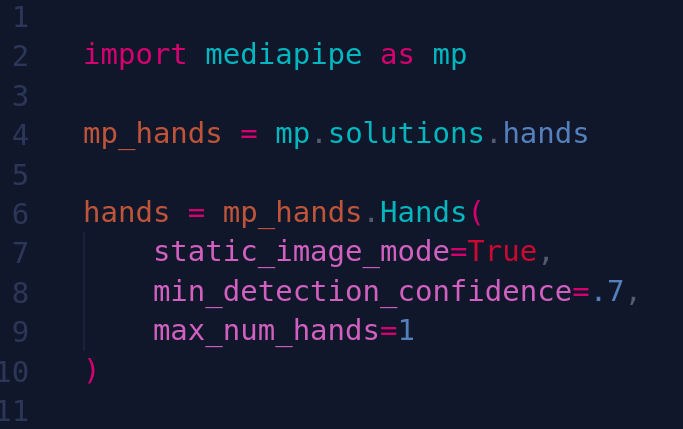 1
2 import mediapipe as mp
3
4 mp_hands = mp.solutions.hands
5
6 hands = mp_hands.Hands(
7     static_image_mode=True,
8     min_detection_confidence=.7,
9     max_num_hands=1
10 )
11